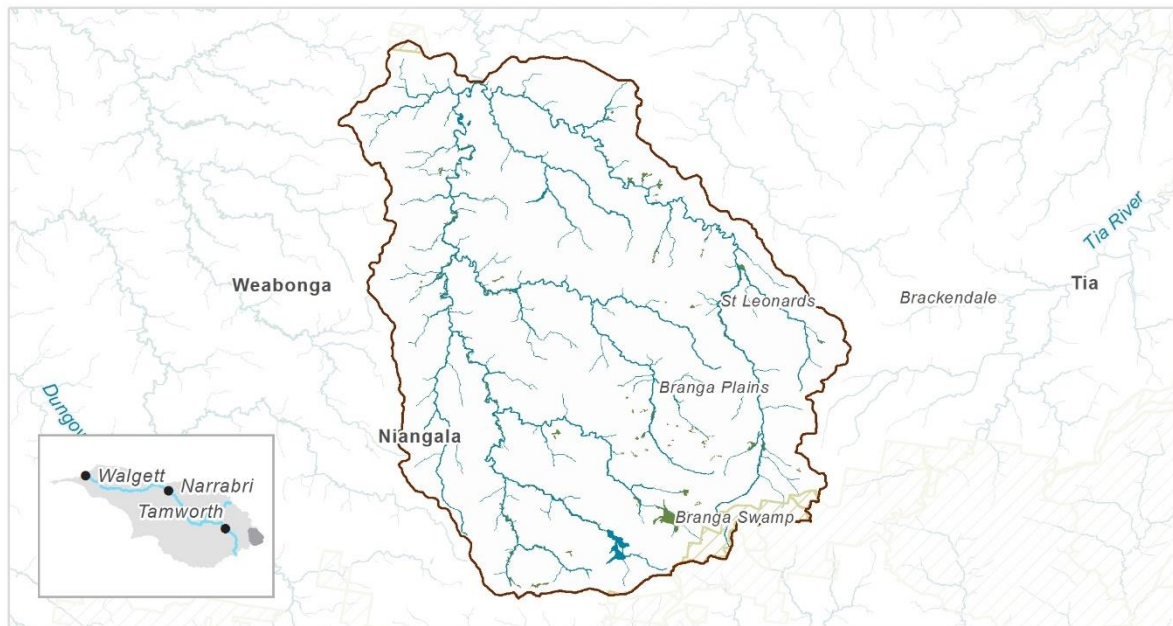 Tia River
Weabonga
St Leonards
Brackendale
Tia
Branga Plains
Niangala
Branga Swamp
Walgett
Narrabri
Tamworth